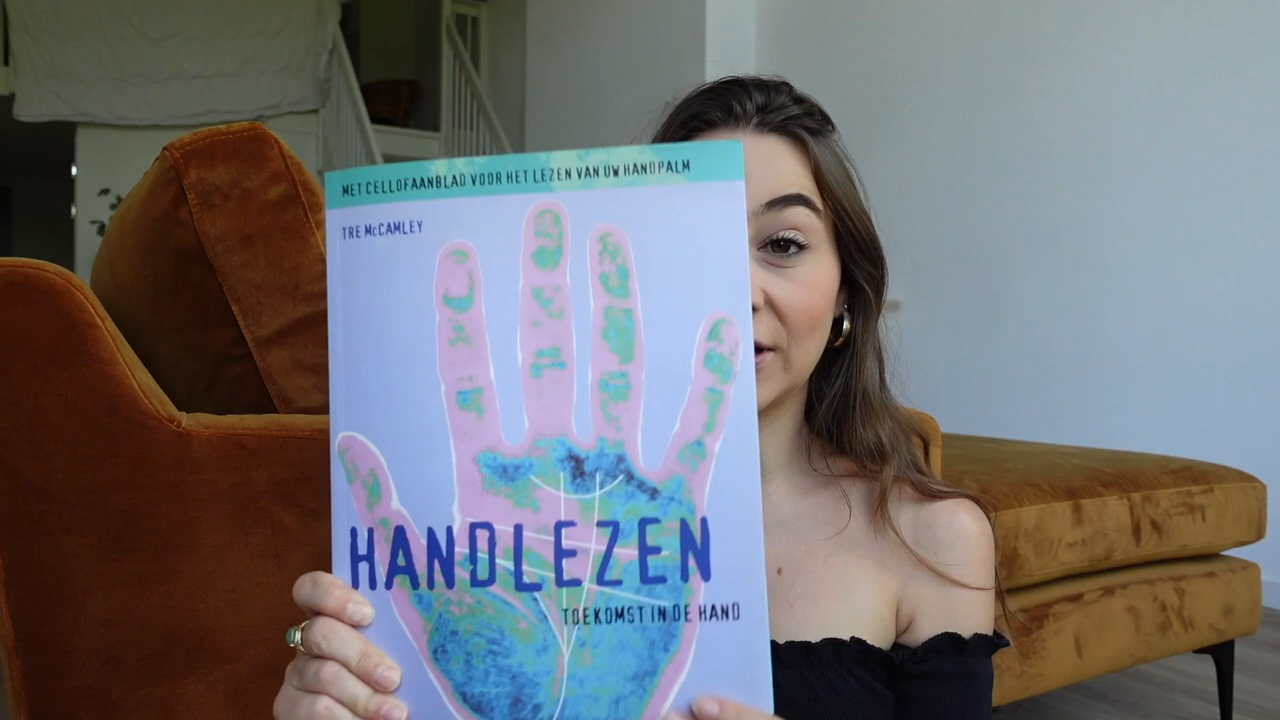 MET CELLOFAANBLAD VOOR HET LEZEN VAN UW HANDPALM
TRE McCAMLEY
HANDLEZEN
TOEKOMST IN DE HAND